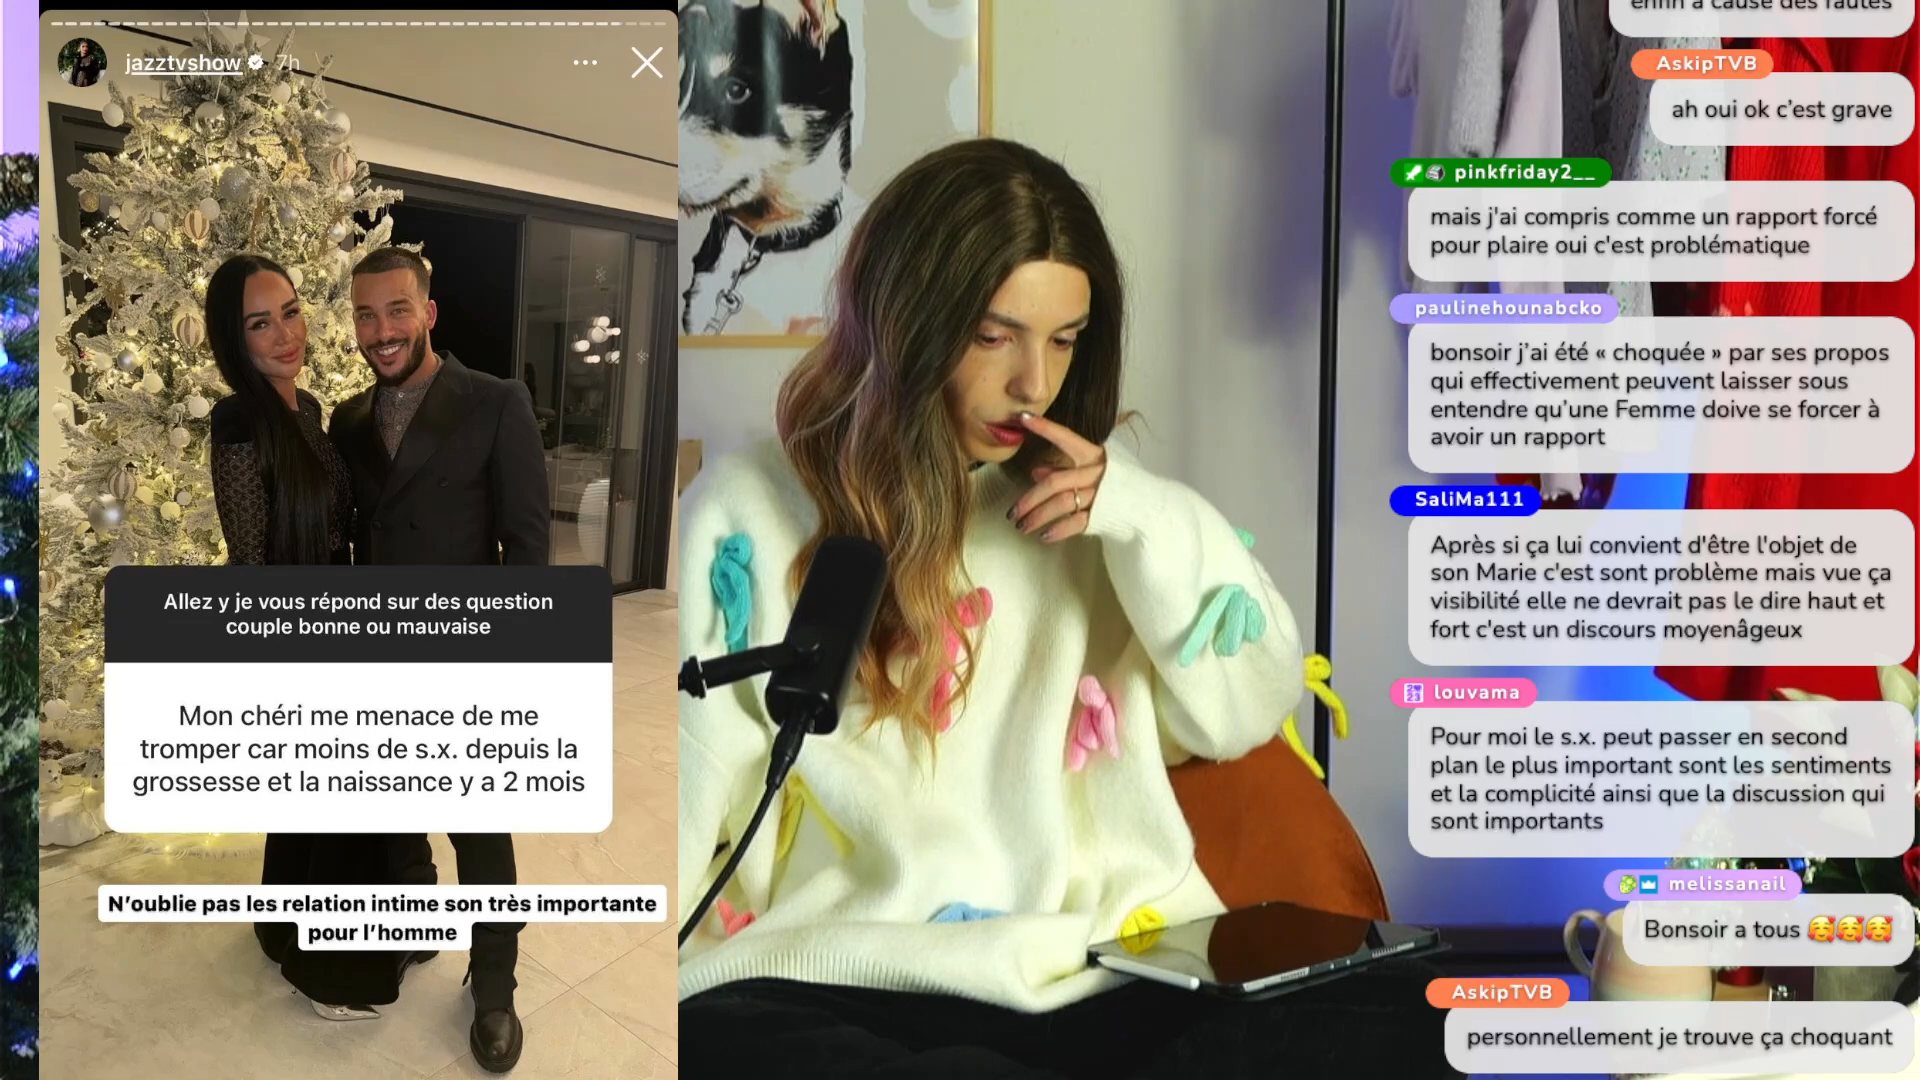 jazztvshow 7h
Allez y je vous répond sur des question
couple bonne ou mauvaise
Mon chéri me menace de me
tromper car moins de s.x. depuis la
grossesse et la naissance y a 2 mois
N'oublie pas les relation intime son très importante
pour l'homme
enfin à cause des fautes
AskipTVB
ah oui ok c'est grave
pinkfriday2__
mais j'ai compris comme un rapport forcé
pour plaire oui c'est problématique
paulinehounabcko
bonsoir j'ai été « choquée » par ses propos
qui effectivement peuvent laisser sous
entendre qu'une Femme doive se forcer à
avoir un rapport
SaliMa111
Après si ça lui convient d'être l'objet de
son Marie c'est sont problème mais vue ça
visibilité elle ne devrait pas le dire haut et
fort c'est un discours moyenâgeux
louvama
Pour moi le s.x. peut passer en second
plan le plus important sont les sentiments
et la complicité ainsi que la discussion qui
sont importants
melissanail
Bonsoir a tous 🥰🥰🥰
AskipTVB
personnellement je trouve ça choquant